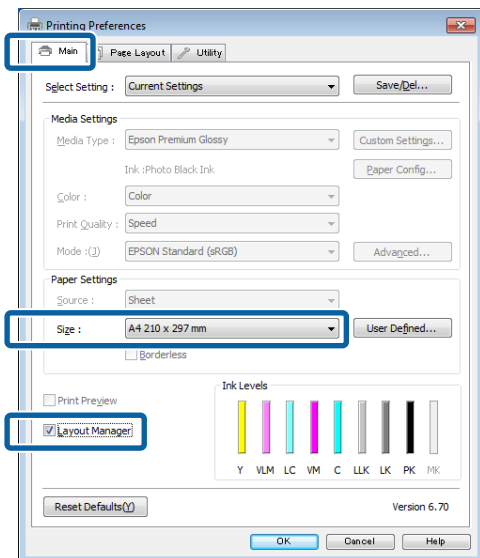 Printing Preferences
Main Page Layout Utility
Select Setting : Current Settings Save/Del...
Media Settings
Media Type : Epson Premium Glossy Custom Settings...
Ink :Photo Black Ink Paper Config...
Color : Color
Print Quality : Speed
Mode :(J) EPSON Standard (sRGB) Advanced...
Paper Settings
Source : Sheet
Size : A4 210 x 297 mm User Defined...
Borderless
Ink Levels
Print Preview
Layout Manager
Y VLM LC VM C LLK LK PK MK
Reset Defaults(Y) Version 6.70
OK Cancel Help